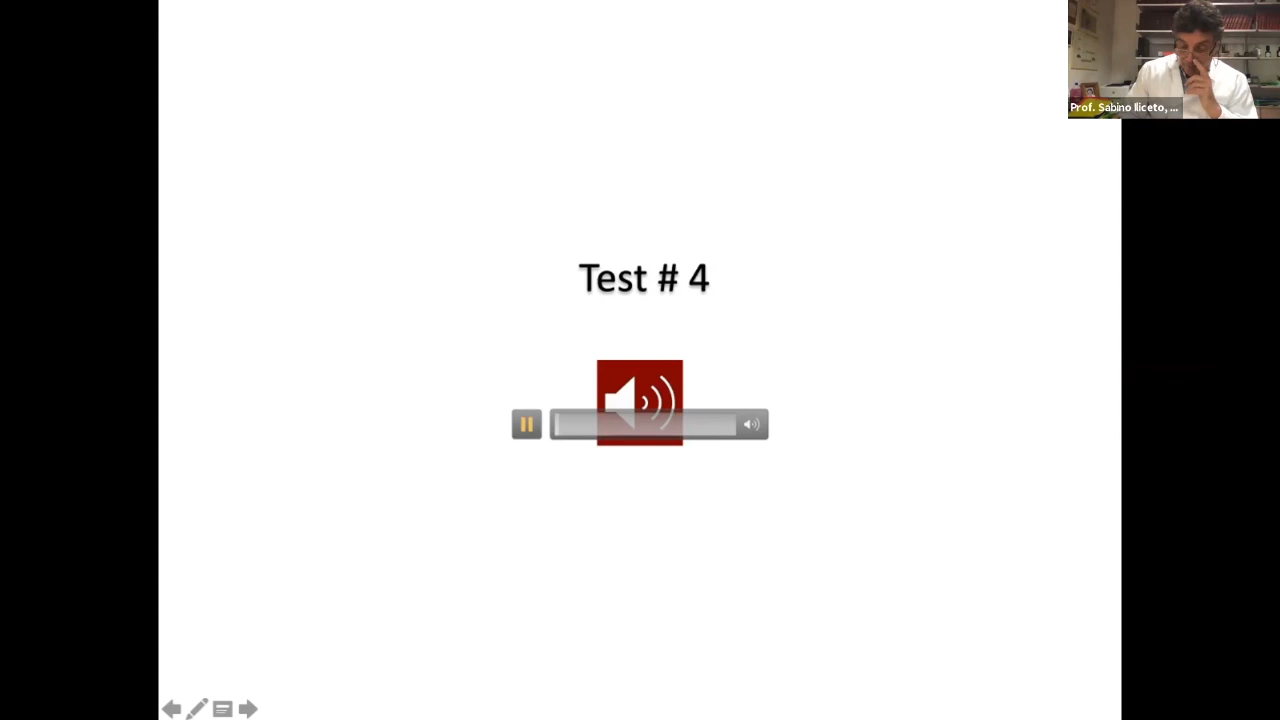 Prof. Sabino Iliceto, ...
Test # 4